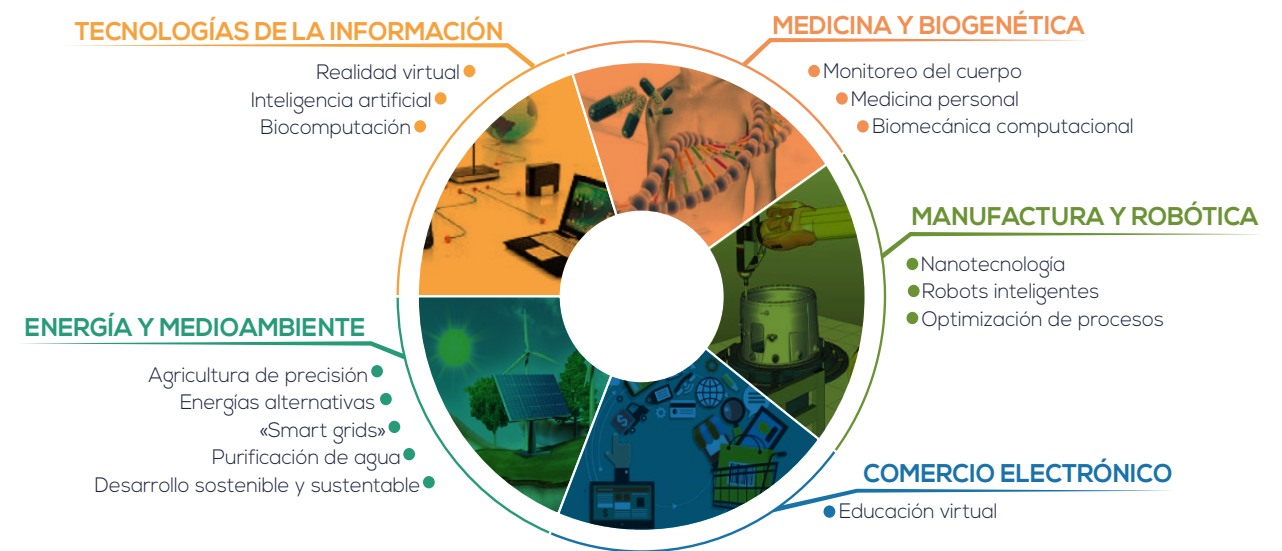 TECNOLOGÍAS DE LA INFORMACIÓN
Realidad virtual
Inteligencia artificial
Biocomputación
MEDICINA Y BIOGENÉTICA
Monitoreo del cuerpo
Medicina personal
Biomecánica computacional
MANUFACTURA Y ROBÓTICA
Nanotecnología
Robots inteligentes
Optimización de procesos
ENERGÍA Y MEDIOAMBIENTE
Agricultura de precisión
Energías alternativas
«Smart grids»
Purificación de agua
Desarrollo sostenible y sustentable
COMERCIO ELECTRÓNICO
Educación virtual